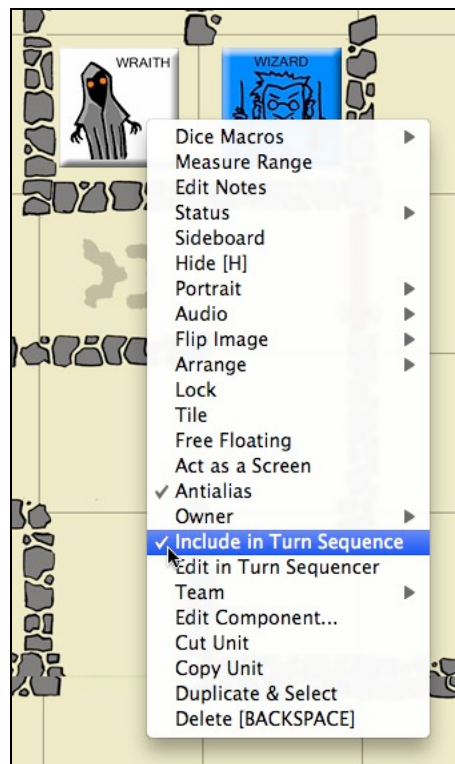 WRAITH
WIZARD
Dice Macros
Measure Range
Edit Notes
Status
Sideboard
Hide [H]
Portrait
Audio
Flip Image
Arrange
Lock
Tile
Free Floating
Act as a Screen
Antialias
Owner
Include in Turn Sequence
Edit in Turn Sequencer
Team
Edit Component...
Cut Unit
Copy Unit
Duplicate & Select
Delete [BACKSPACE]